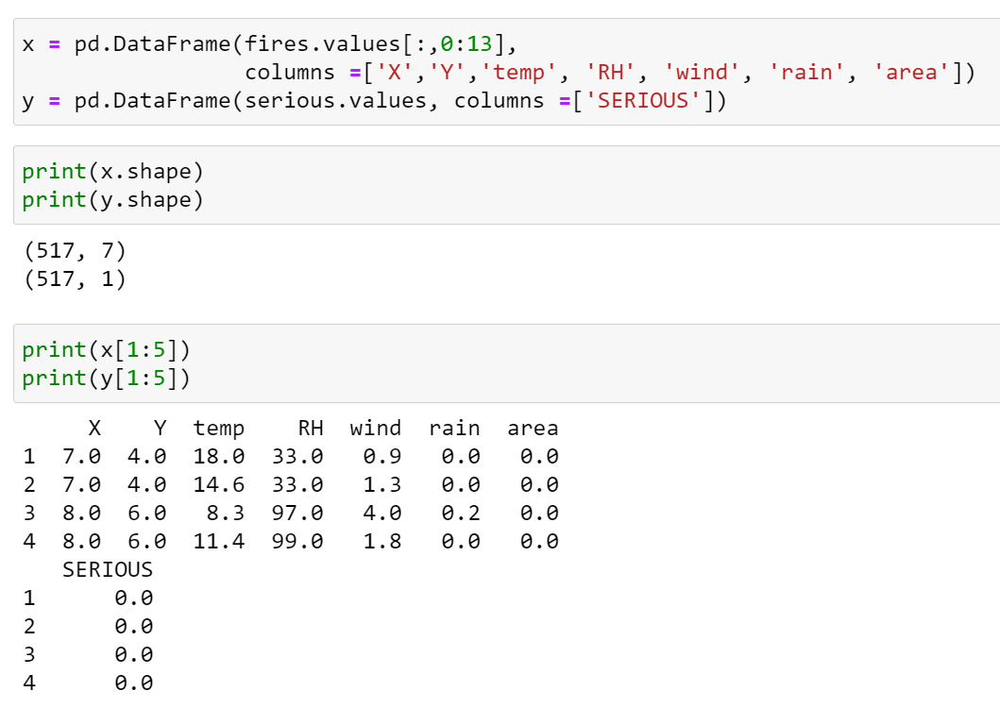 x = pd.DataFrame(fires.values[:,0:13],
                 columns =['X','Y','temp', 'RH', 'wind', 'rain', 'area'])
y = pd.DataFrame(serious.values, columns =['SERIOUS'])
print(x.shape)
print(y.shape)
(517, 7)
(517, 1)
print(x[1:5])
print(y[1:5])
     X    Y  temp    RH  wind  rain  area
1  7.0  4.0  18.0  33.0   0.9   0.0   0.0
2  7.0  4.0  14.6  33.0   1.3   0.0   0.0
3  8.0  6.0   8.3  97.0   4.0   0.2   0.0
4  8.0  6.0  11.4  99.0   1.8   0.0   0.0
   SERIOUS
1      0.0
2      0.0
3      0.0
4      0.0